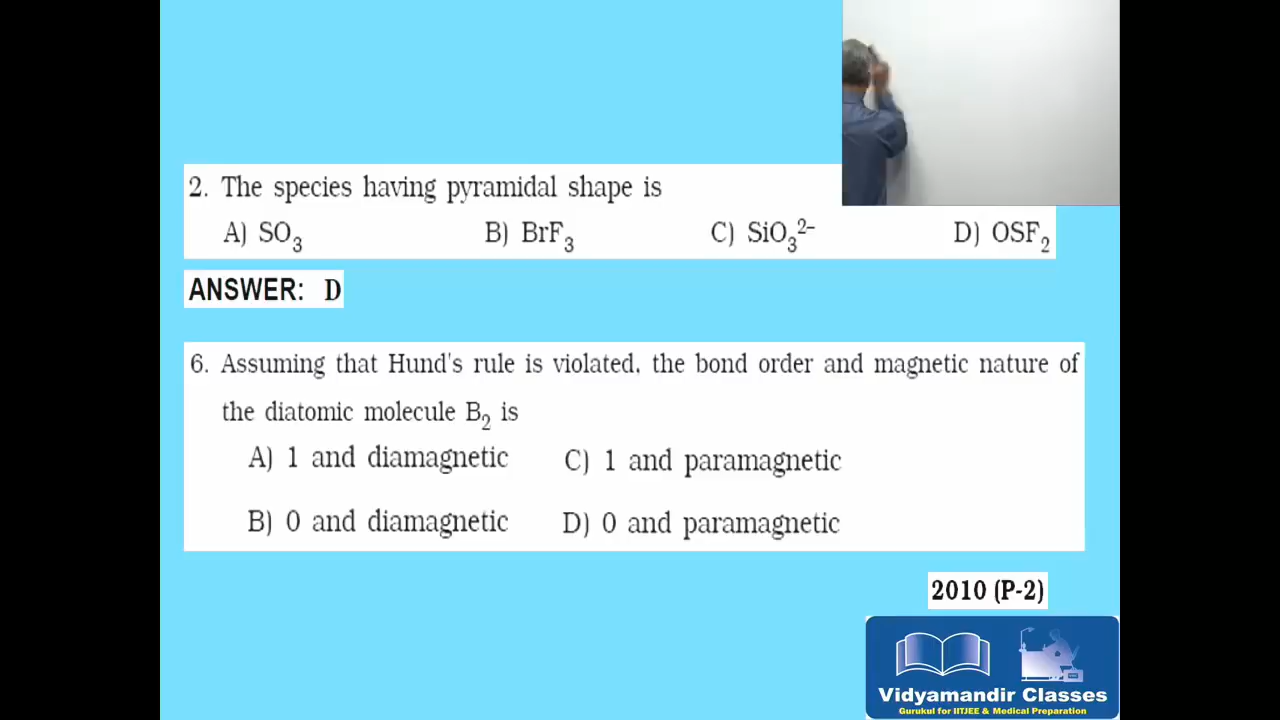 2. The species having pyramidal shape is
A) SO₃ B) BrF₃ C) SiO₃²⁻ D) OSF₂
ANSWER: D
6. Assuming that Hund's rule is violated, the bond order and magnetic nature of
the diatomic molecule B₂ is
A) 1 and diamagnetic C) 1 and paramagnetic
B) 0 and diamagnetic D) 0 and paramagnetic
2010 (P-2)
Vidyamandir Classes
Gurukul for IITJEE & Medical Preparation